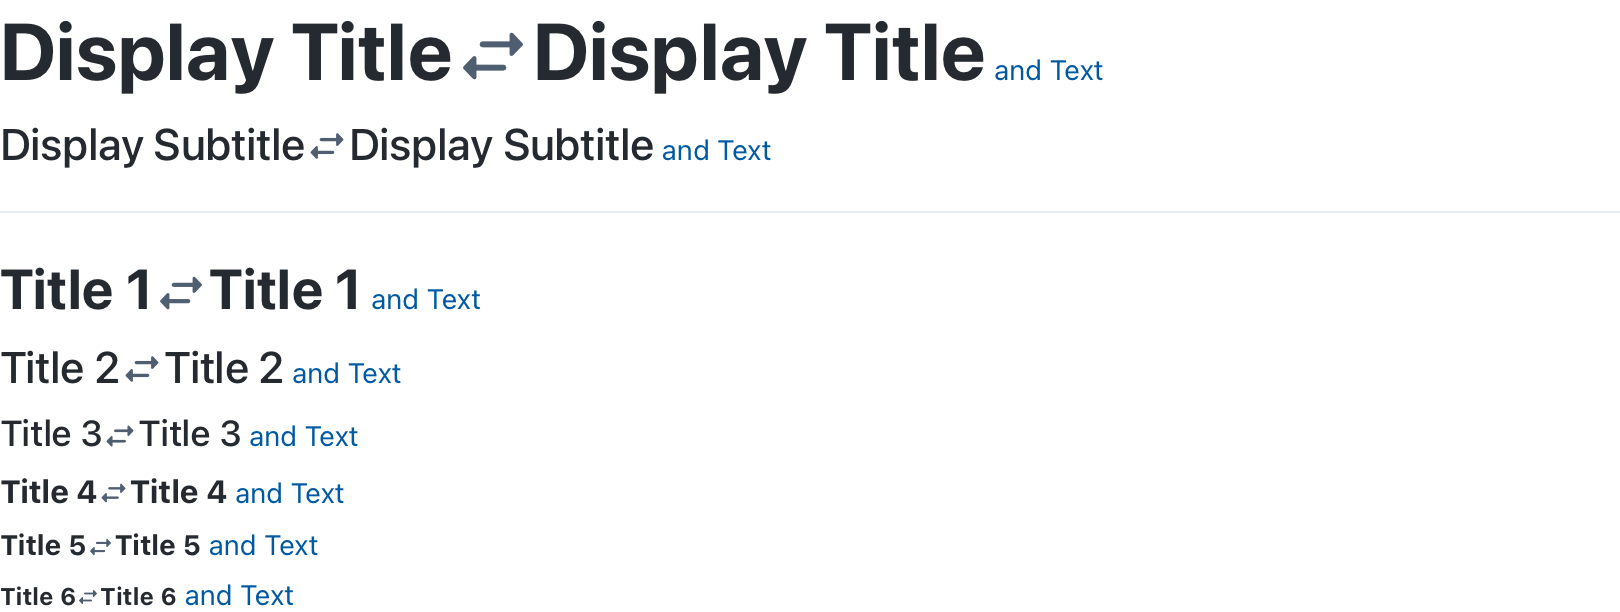 Display Title ⇄ Display Title and Text
Display Subtitle ⇄ Display Subtitle and Text
Title 1 ⇄ Title 1 and Text
Title 2 ⇄ Title 2 and Text
Title 3 ⇄ Title 3 and Text
Title 4 ⇄ Title 4 and Text
Title 5 ⇄ Title 5 and Text
Title 6 ⇄ Title 6 and Text